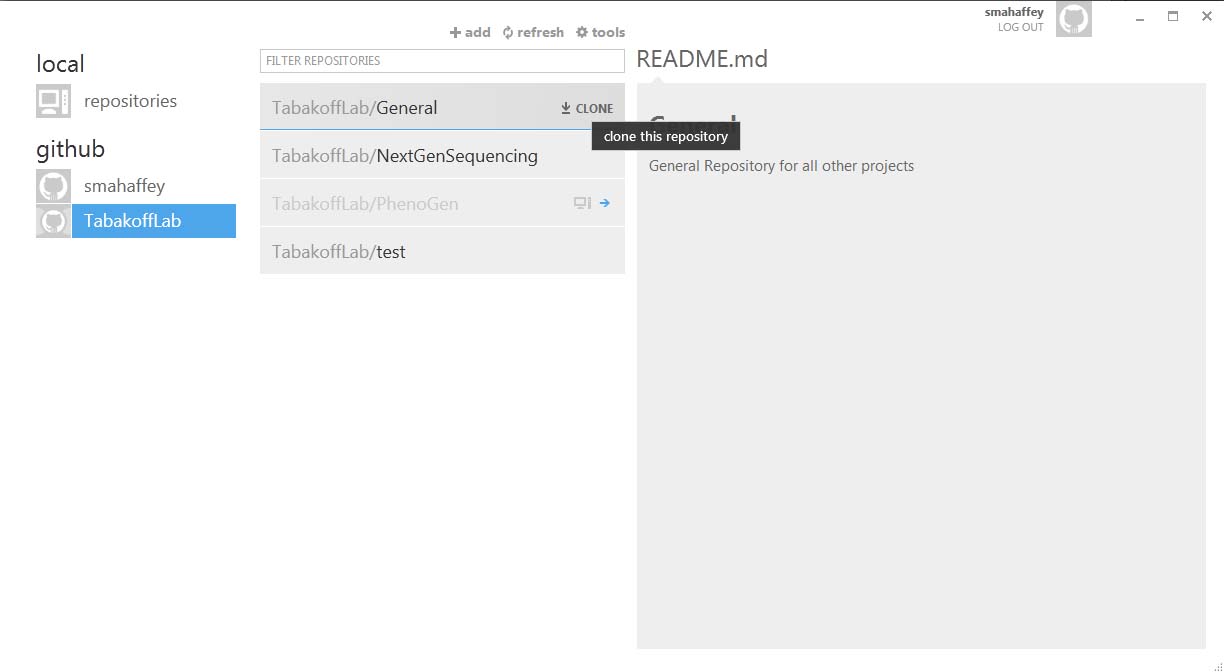 smahaffey
LOG OUT
+ add refresh tools
local
repositories
github
smahaffey
TabakoffLab
FILTER REPOSITORIES
TabakoffLab/General CLONE
clone this repository
TabakoffLab/NextGenSequencing
TabakoffLab/PhenoGen
TabakoffLab/test
README.md
General
General Repository for all other projects